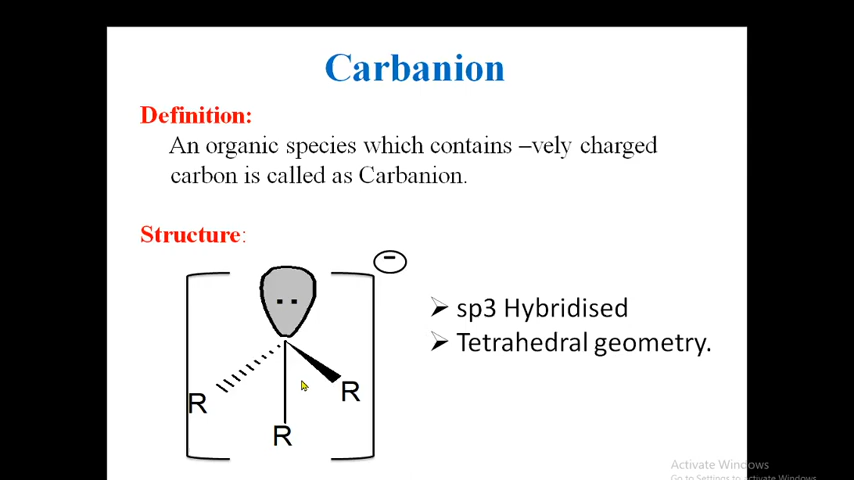 Carbanion
Definition:
An organic species which contains –vely charged
carbon is called as Carbanion.
Structure:
–
sp3 Hybridised
Tetrahedral geometry.
R
R
R
Activate Windows
Go to Settings to activate Windows.